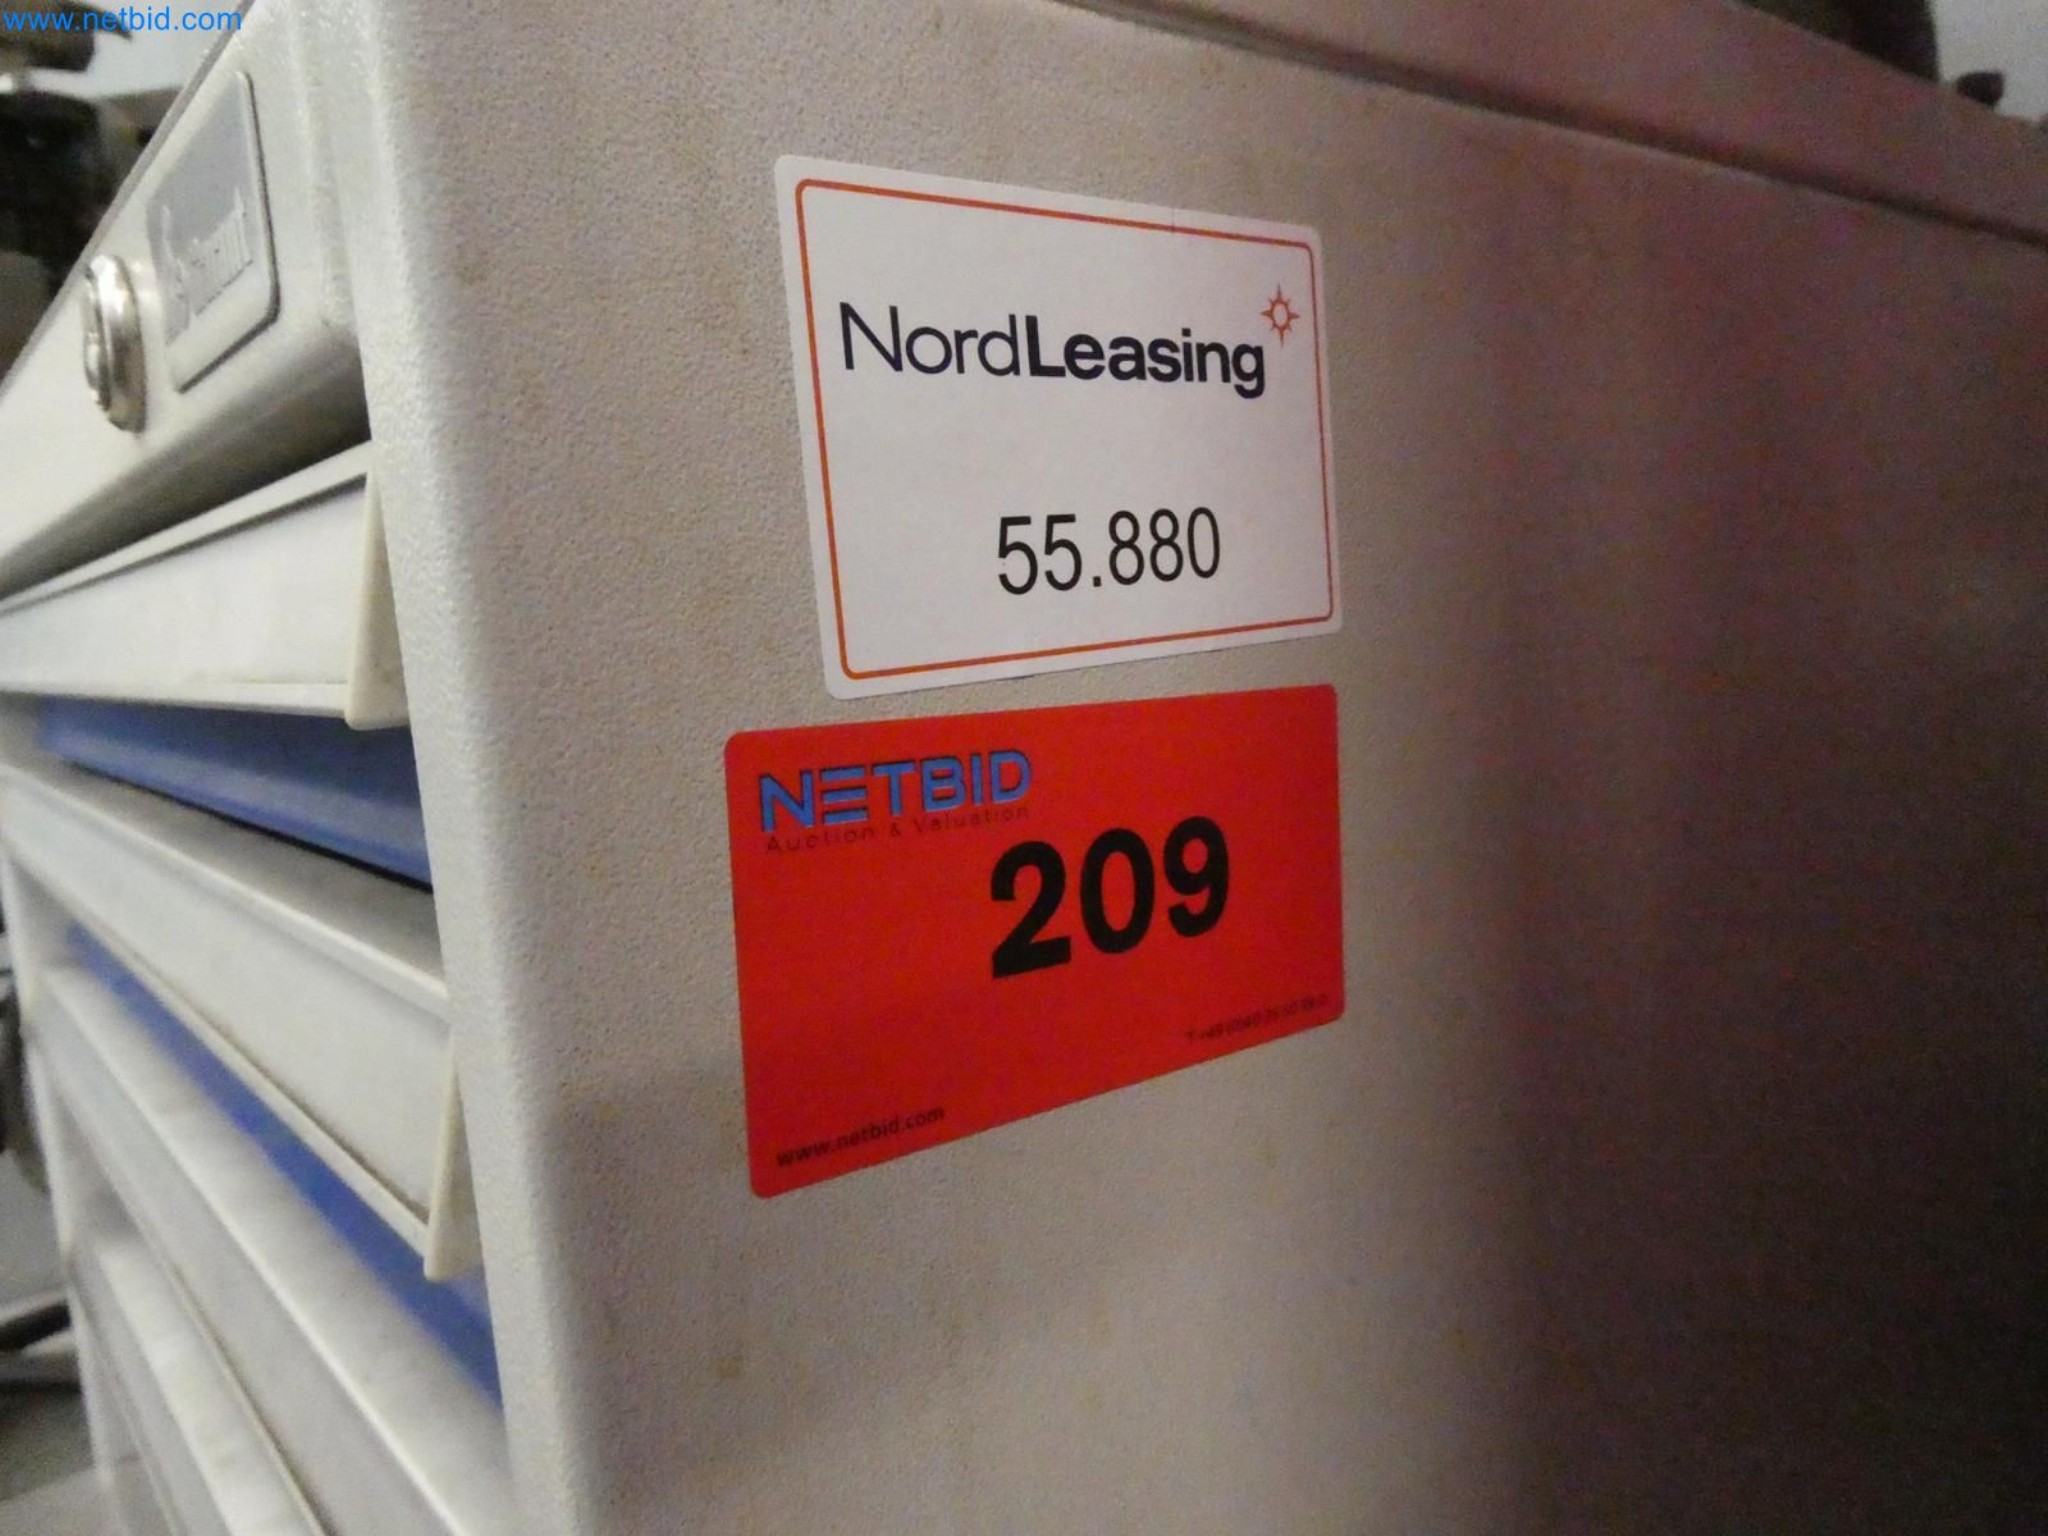 www.netbid.com
NordLeasing
55.880
NETBID
Auction & Valuation
209
www.netbid.com